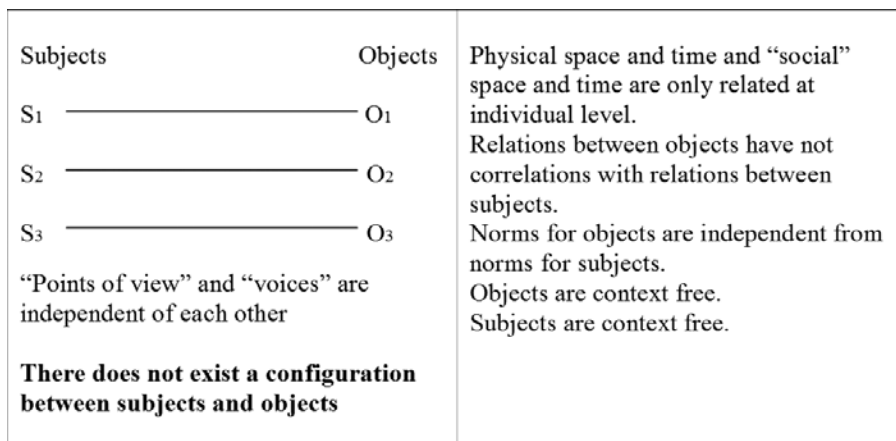 Subjects Objects
S1 O1
S2 O2
S3 O3
“Points of view” and “voices” are
independent of each other
There does not exist a configuration
between subjects and objects
Physical space and time and “social”
space and time are only related at
individual level.
Relations between objects have not
correlations with relations between
subjects.
Norms for objects are independent from
norms for subjects.
Objects are context free.
Subjects are context free.